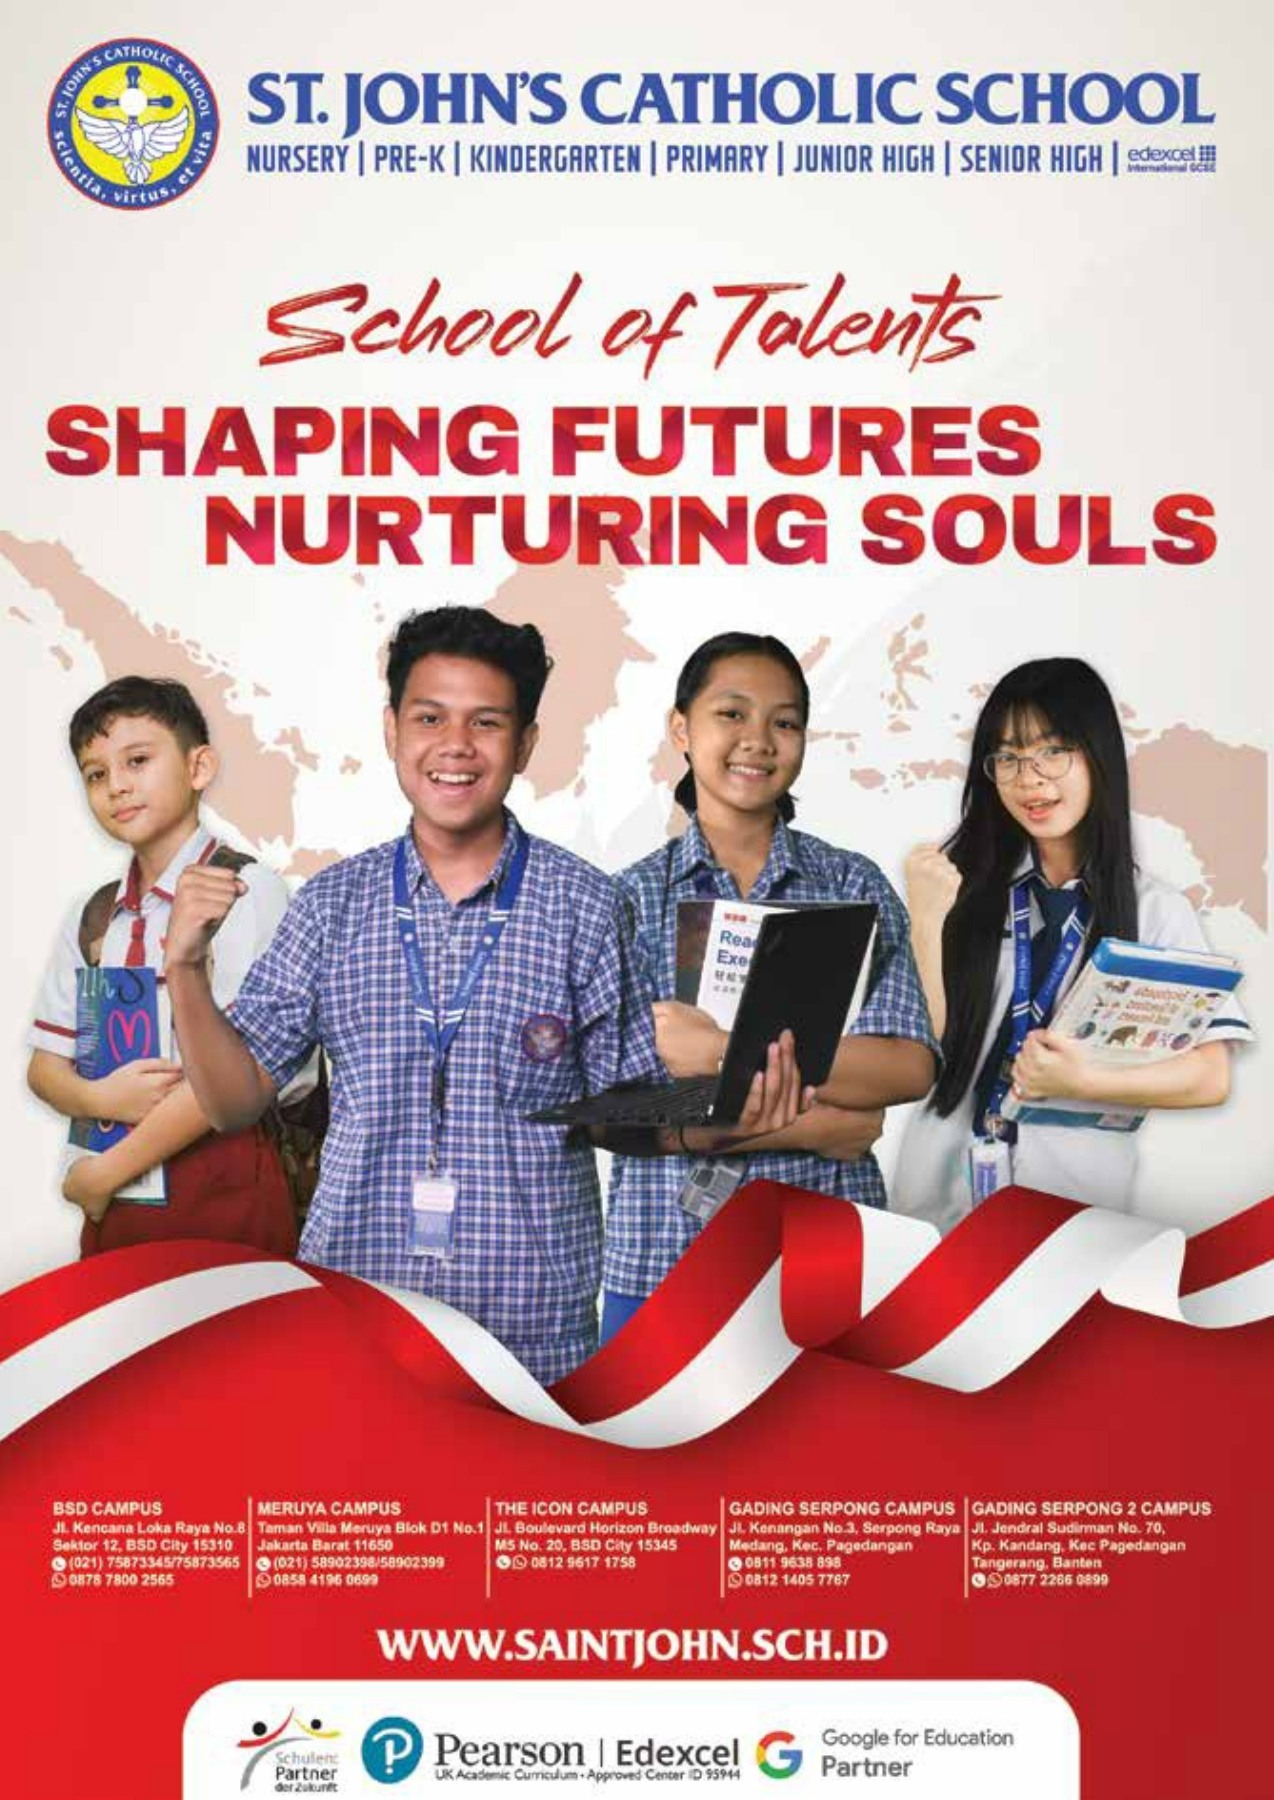 ST. JOHN'S CATHOLIC SCHOOL
scientia, virtus, et vita
ST. JOHN'S CATHOLIC SCHOOL
NURSERY | PRE-K | KINDERGARTEN | PRIMARY | JUNIOR HIGH | SENIOR HIGH | edexcel
International GCSE
School of Talents
SHAPING FUTURES
NURTURING SOULS
BSD CAMPUS
Jl. Kencana Loka Raya No.8
Sektor 12, BSD City 15310
(021) 75873345/75873565
0878 7800 2565
MERUYA CAMPUS
Taman Villa Meruya Blok D1 No.1
Jakarta Barat 11650
(021) 58902398/58902399
0858 4196 0699
THE ICON CAMPUS
Jl. Boulevard Horizon Broadway
M5 No. 20, BSD City 15345
0812 9617 1758
GADING SERPONG CAMPUS
Jl. Kenangan No.3, Serpong Raya
Medang, Kec. Pagedangan
0811 9638 898
0812 1405 7767
GADING SERPONG 2 CAMPUS
Jl. Jendral Sudirman No. 70,
Kp. Kandang, Kec Pagedangan
Tangerang, Banten
0877 2266 0899
WWW.SAINTJOHN.SCH.ID
Schulen:
Partner
der Zukunft
Pearson | Edexcel
UK Academic Curriculum • Approved Center ID 95944
Google for Education
Partner